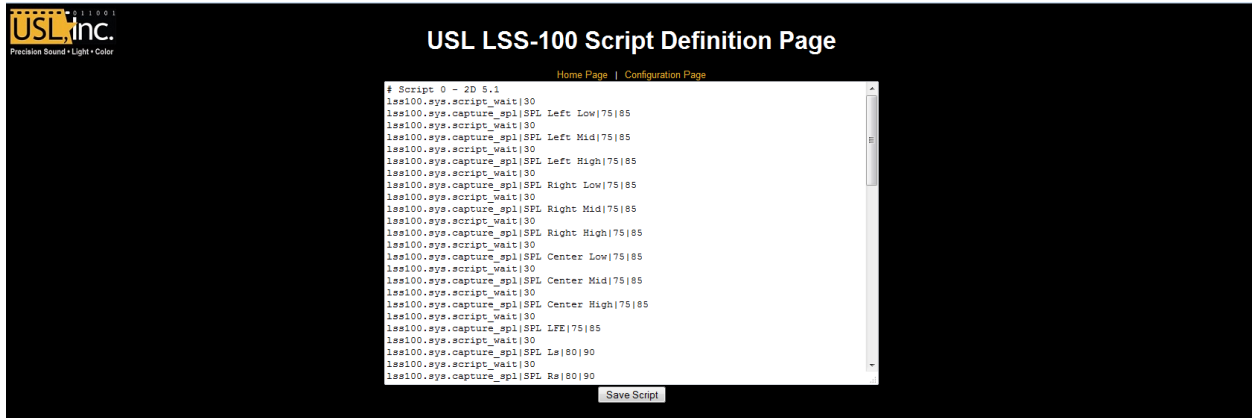 011001
USL, Inc.
Precision Sound • Light • Color
USL LSS-100 Script Definition Page
Home Page | Configuration Page
# Script 0 - 2D 5.1
lss100.sys.script_wait|30
lss100.sys.capture_spl|SPL Left Low|75|85
lss100.sys.script_wait|30
lss100.sys.capture_spl|SPL Left Mid|75|85
lss100.sys.script_wait|30
lss100.sys.capture_spl|SPL Left High|75|85
lss100.sys.script_wait|30
lss100.sys.capture_spl|SPL Right Low|75|85
lss100.sys.script_wait|30
lss100.sys.capture_spl|SPL Right Mid|75|85
lss100.sys.script_wait|30
lss100.sys.capture_spl|SPL Right High|75|85
lss100.sys.script_wait|30
lss100.sys.capture_spl|SPL Center Low|75|85
lss100.sys.script_wait|30
lss100.sys.capture_spl|SPL Center Mid|75|85
lss100.sys.script_wait|30
lss100.sys.capture_spl|SPL Center High|75|85
lss100.sys.script_wait|30
lss100.sys.capture_spl|SPL LFE|75|85
lss100.sys.script_wait|30
lss100.sys.capture_spl|SPL Ls|80|90
lss100.sys.script_wait|30
lss100.sys.capture_spl|SPL Rs|80|90
Save Script